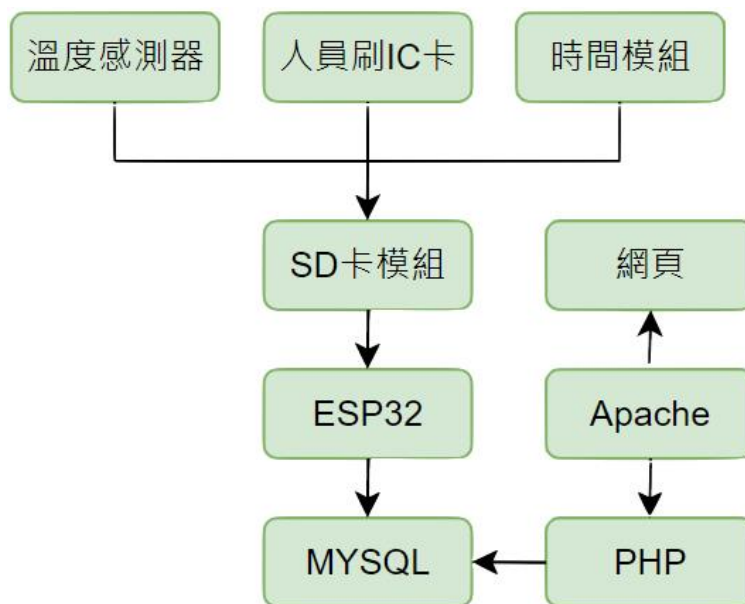 溫度感測器
人員刷IC卡
時間模組
SD卡模組
網頁
ESP32
Apache
MYSQL
PHP